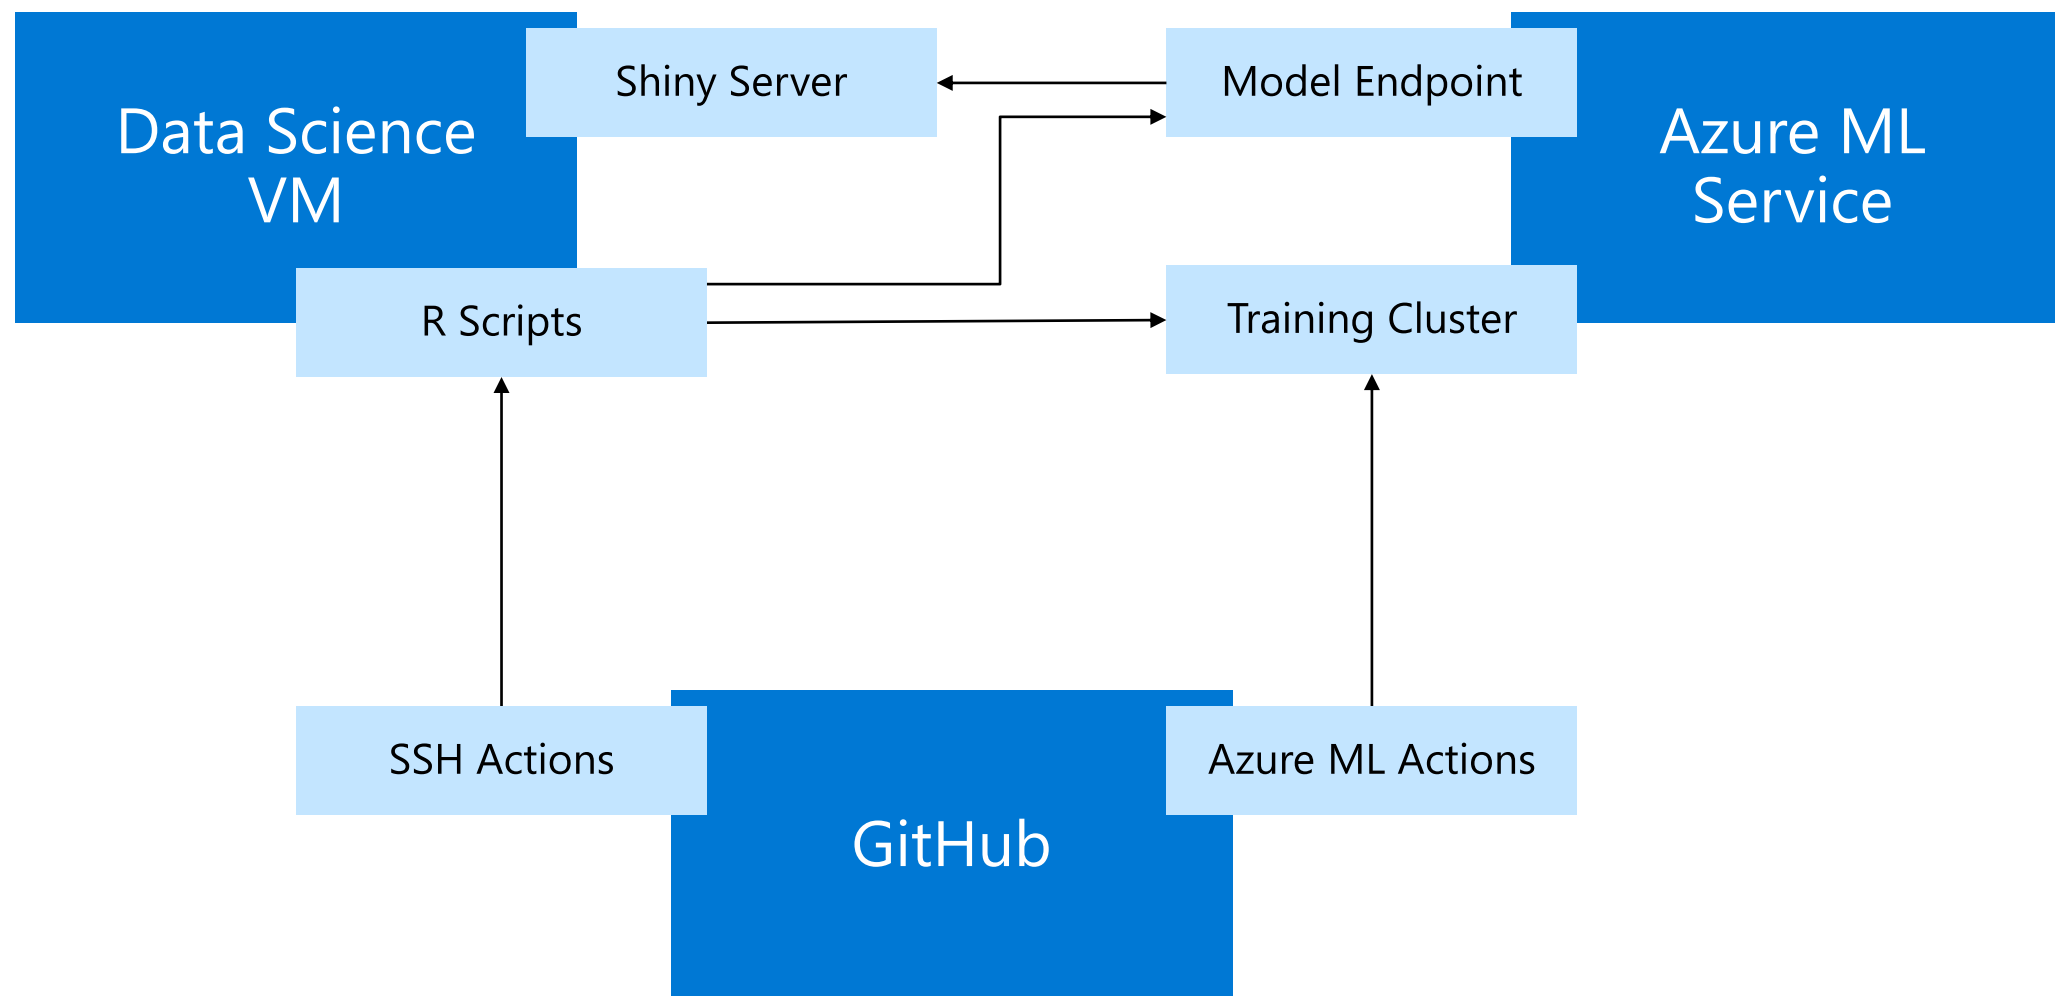 Data Science
VM
Shiny Server
Model Endpoint
Azure ML
Service
R Scripts
Training Cluster
SSH Actions
Azure ML Actions
GitHub